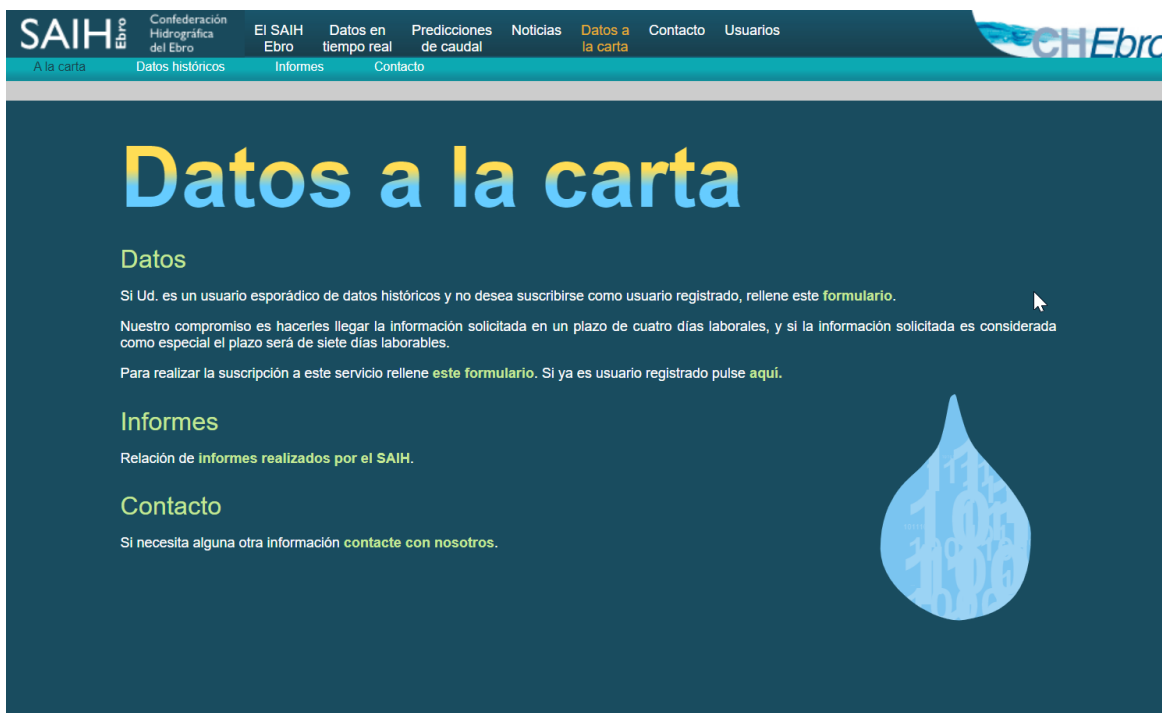 SAIH Ebro
Confederación
Hidrográfica
del Ebro
El SAIH
Ebro
Datos en
tiempo real
Predicciones
de caudal
Noticias
Datos a
la carta
Contacto
Usuarios
CHEbro
A la carta
Datos históricos
Informes
Contacto
Datos a la carta
Datos
Si Ud. es un usuario esporádico de datos históricos y no desea suscribirse como usuario registrado, rellene este formulario.
Nuestro compromiso es hacerles llegar la información solicitada en un plazo de cuatro días laborales, y si la información solicitada es considerada
como especial el plazo será de siete días laborables.
Para realizar la suscripción a este servicio rellene este formulario. Si ya es usuario registrado pulse aquí.
Informes
Relación de informes realizados por el SAIH.
Contacto
Si necesita alguna otra información contacte con nosotros.